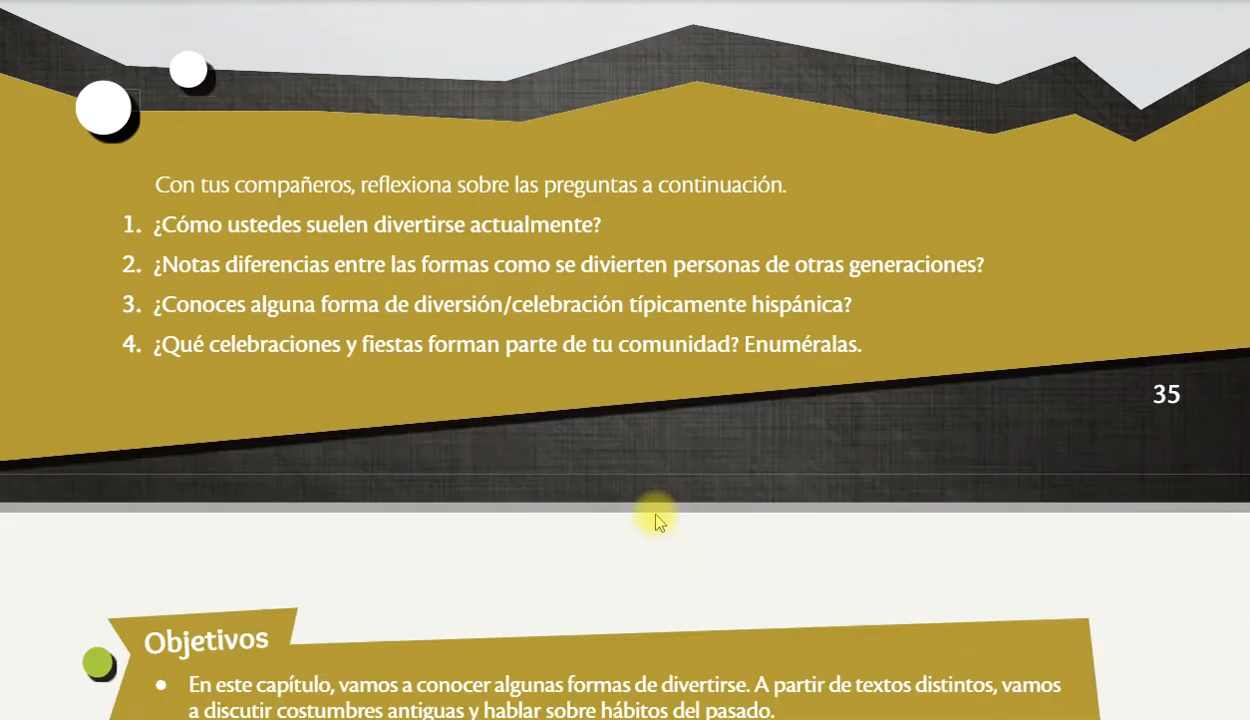 Con tus compañeros, reflexiona sobre las preguntas a continuación.
1. ¿Cómo ustedes suelen divertirse actualmente?
2. ¿Notas diferencias entre las formas como se divierten personas de otras generaciones?
3. ¿Conoces alguna forma de diversión/celebración típicamente hispánica?
4. ¿Qué celebraciones y fiestas forman parte de tu comunidad? Enuméralas.
35
Objetivos
● En este capítulo, vamos a conocer algunas formas de divertirse. A partir de textos distintos, vamos
a discutir costumbres antiguas y hablar sobre hábitos del pasado.